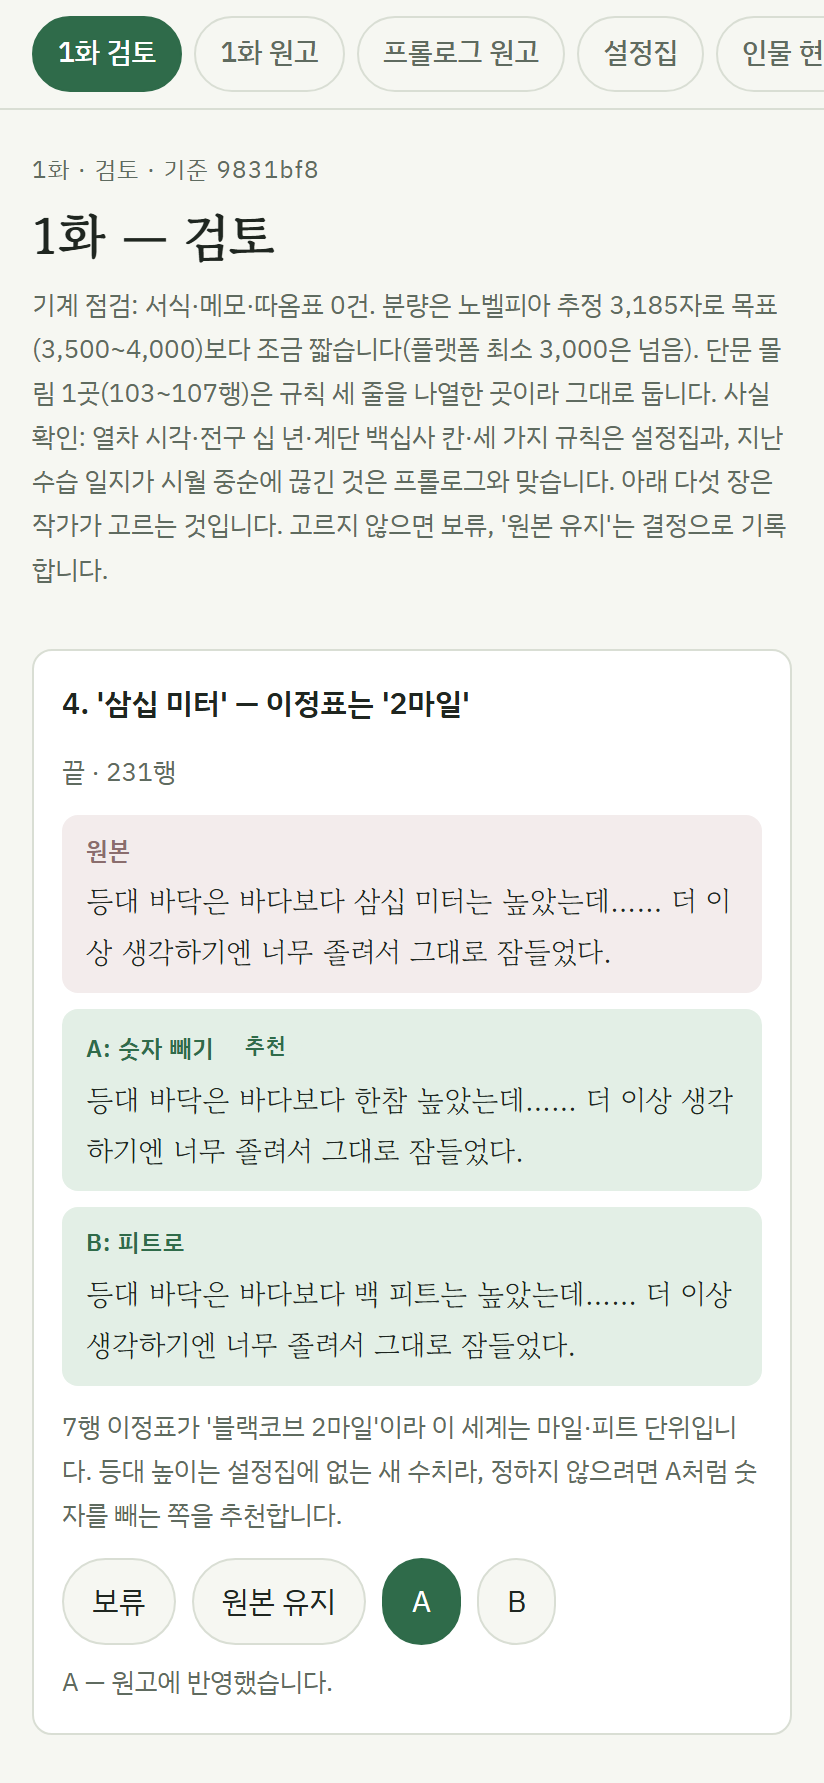 1화 검토 1화 원고 프롤로그 원고 설정집 인물 현
1화 · 검토 · 기준 9831bf8
1화 — 검토
기계 점검: 서식·메모·따옴표 0건. 분량은 노벨피아 추정 3,185자로 목표
(3,500~4,000)보다 조금 짧습니다(플랫폼 최소 3,000은 넘음). 단문 몰
림 1곳(103~107행)은 규칙 세 줄을 나열한 곳이라 그대로 둡니다. 사실
확인: 열차 시각·전구 십 년·계단 백십사 칸·세 가지 규칙은 설정집과, 지난
수습 일지가 시월 중순에 끊긴 것은 프롤로그와 맞습니다. 아래 다섯 장은
작가가 고르는 것입니다. 고르지 않으면 보류, '원본 유지'는 결정으로 기록
합니다.
4. '삼십 미터' — 이정표는 '2마일'
끝 · 231행
원본
등대 바닥은 바다보다 삼십 미터는 높았는데…… 더 이
상 생각하기엔 너무 졸려서 그대로 잠들었다.
A: 숫자 빼기 추천
등대 바닥은 바다보다 한참 높았는데…… 더 이상 생각
하기엔 너무 졸려서 그대로 잠들었다.
B: 피트로
등대 바닥은 바다보다 백 피트는 높았는데…… 더 이상
생각하기엔 너무 졸려서 그대로 잠들었다.
7행 이정표가 '블랙코브 2마일'이라 이 세계는 마일·피트 단위입니
다. 등대 높이는 설정집에 없는 새 수치라, 정하지 않으려면 A처럼 숫
자를 빼는 쪽을 추천합니다.
보류 원본 유지 A B
A — 원고에 반영했습니다.